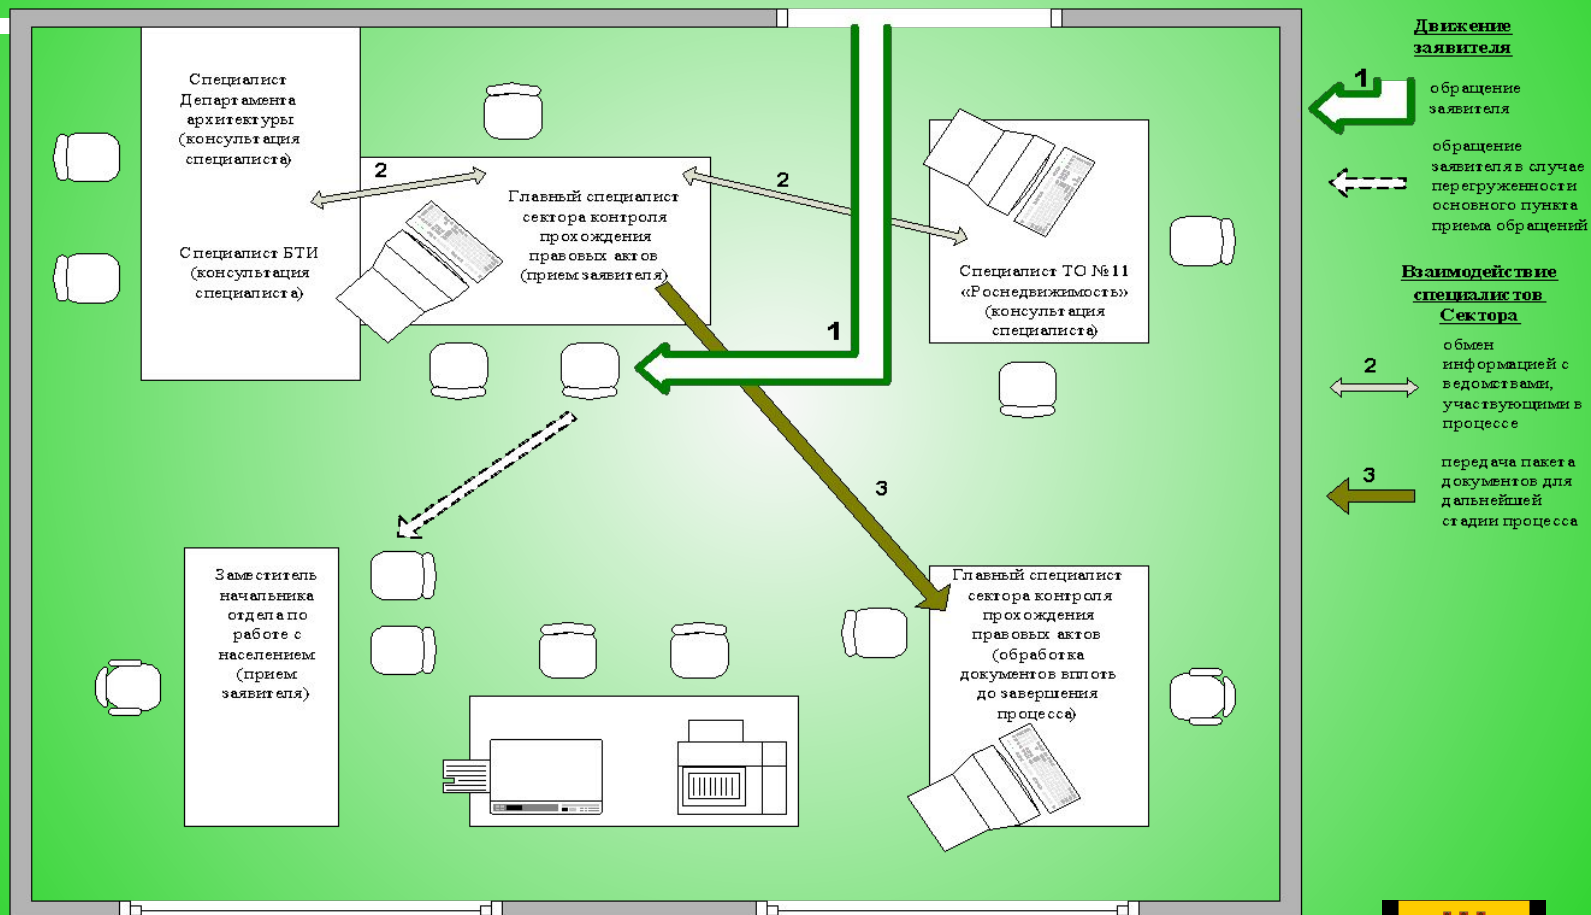 Специалист
Департамента
архитектуры
(консультация
специалиста)
Специалист БТИ
(консультация
специалиста)
2
Главный специалист
сектора контроля
прохождения
правовых актов
(прием заявителя)
2
Специалист ТО №11
«Роснедвижимость»
(консультация
специалиста)
1
3
Заместитель
начальника
отдела по
работе с
населением
(прием
заявителя)
Главный специалист
сектора контроля
прохождения
правовых актов
(обработка
документов вплоть
до завершения
процесса)
Движение
заявителя
1
обращение
заявителя
обращение
заявителя в случае
перегруженности
основного пункта
приема обращений
Взаимодействие
специалистов
Сектора
2
обмен
информацией с
ведомствами,
участвующими в
процессе
3
передача пакета
документов для
дальнейшей
стадии процесса